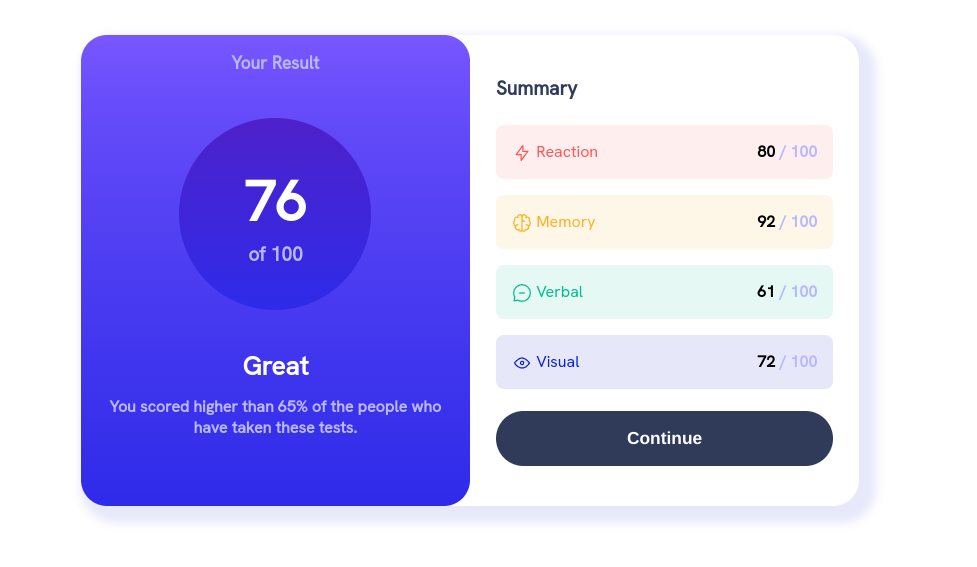 Your Result
76
of 100
Great
You scored higher than 65% of the people who
have taken these tests.
Summary
Reaction 80 / 100
Memory 92 / 100
Verbal 61 / 100
Visual 72 / 100
Continue